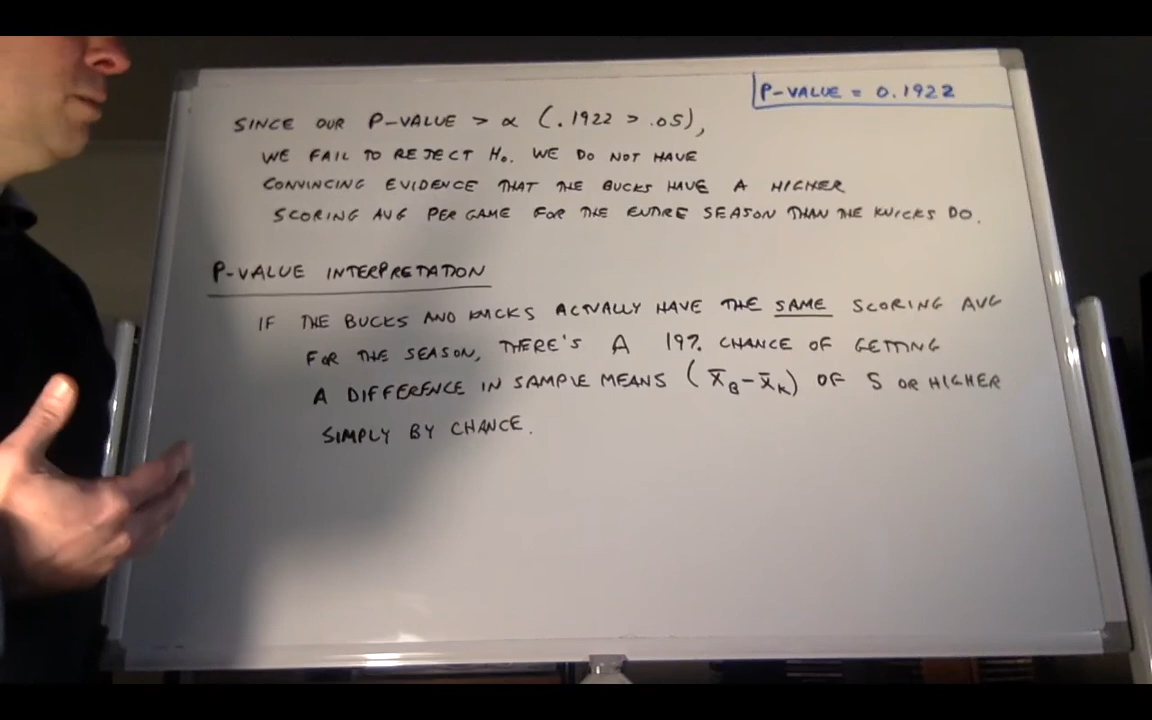 P-VALUE = 0.1922
SINCE OUR P-VALUE > α (.1922 > .05),
WE FAIL TO REJECT H₀. WE DO NOT HAVE
CONVINCING EVIDENCE THAT THE BUCKS HAVE A HIGHER
SCORING AVG PER GAME FOR THE ENTIRE SEASON THAN THE KNICKS DO.
P-VALUE INTERPRETATION
IF THE BUCKS AND KNICKS ACTUALLY HAVE THE SAME SCORING AVG
FOR THE SEASON, THERE'S A 19% CHANCE OF GETTING
A DIFFERENCE IN SAMPLE MEANS (X̄_B-X̄_K) OF 5 OR HIGHER
SIMPLY BY CHANCE.